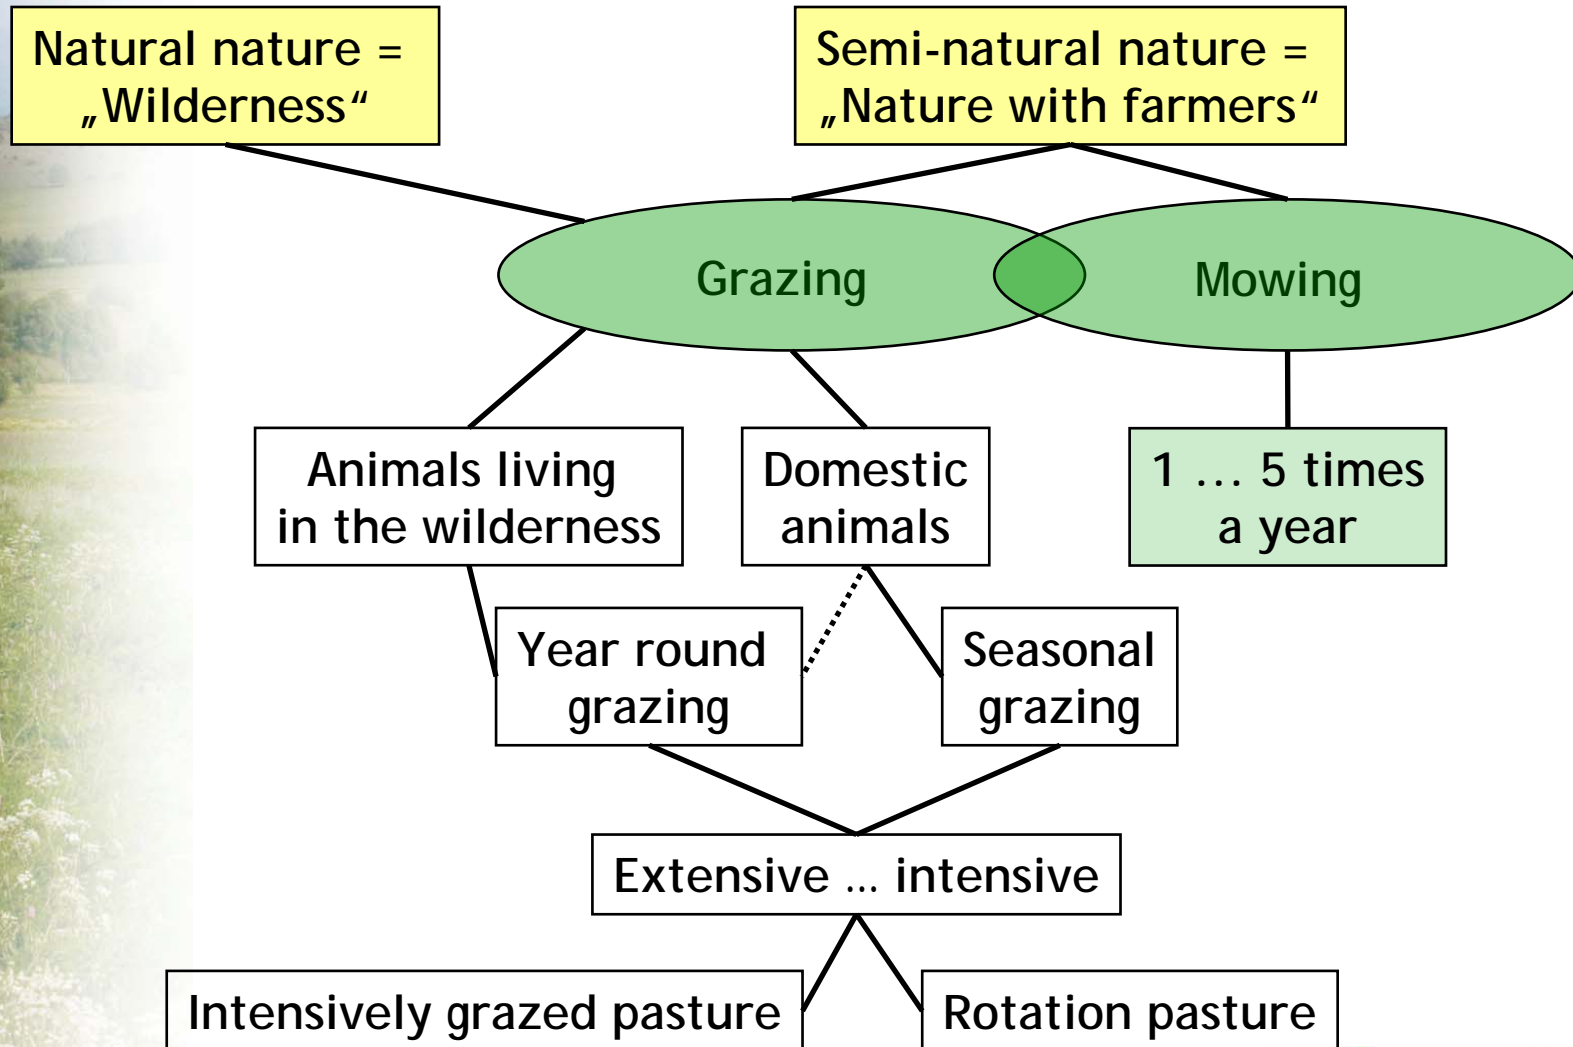 Natural nature =
„Wilderness“
Semi-natural nature =
„Nature with farmers“
Grazing
Mowing
Animals living
in the wilderness
Domestic
animals
1 … 5 times
a year
Year round
grazing
Seasonal
grazing
Extensive … intensive
Intensively grazed pasture
Rotation pasture